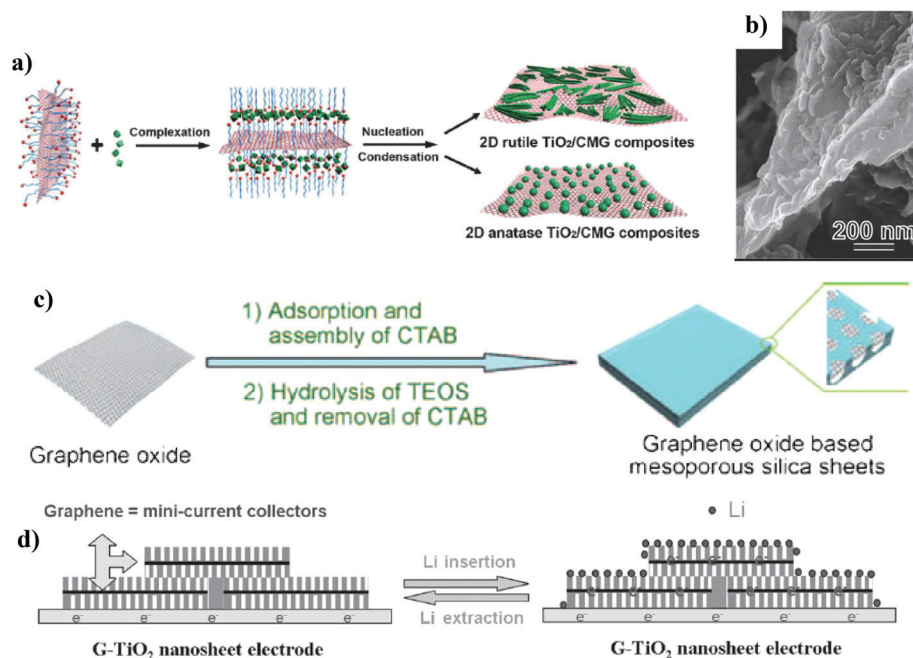 a)
Complexation
Nucleation
Condensation
2D rutile TiO₂/CMG composites
2D anatase TiO₂/CMG composites
b)
200 nm
c)
1) Adsorption and
assembly of CTAB
2) Hydrolysis of TEOS
and removal of CTAB
Graphene oxide
Graphene oxide based
mesoporous silica sheets
Graphene = mini-current collectors
d)
Li
Li insertion
Li extraction
e⁻ e⁻ e⁻ e⁻ e⁻
e⁻ e⁻ e⁻ e⁻ e⁻
G-TiO₂ nanosheet electrode
G-TiO₂ nanosheet electrode